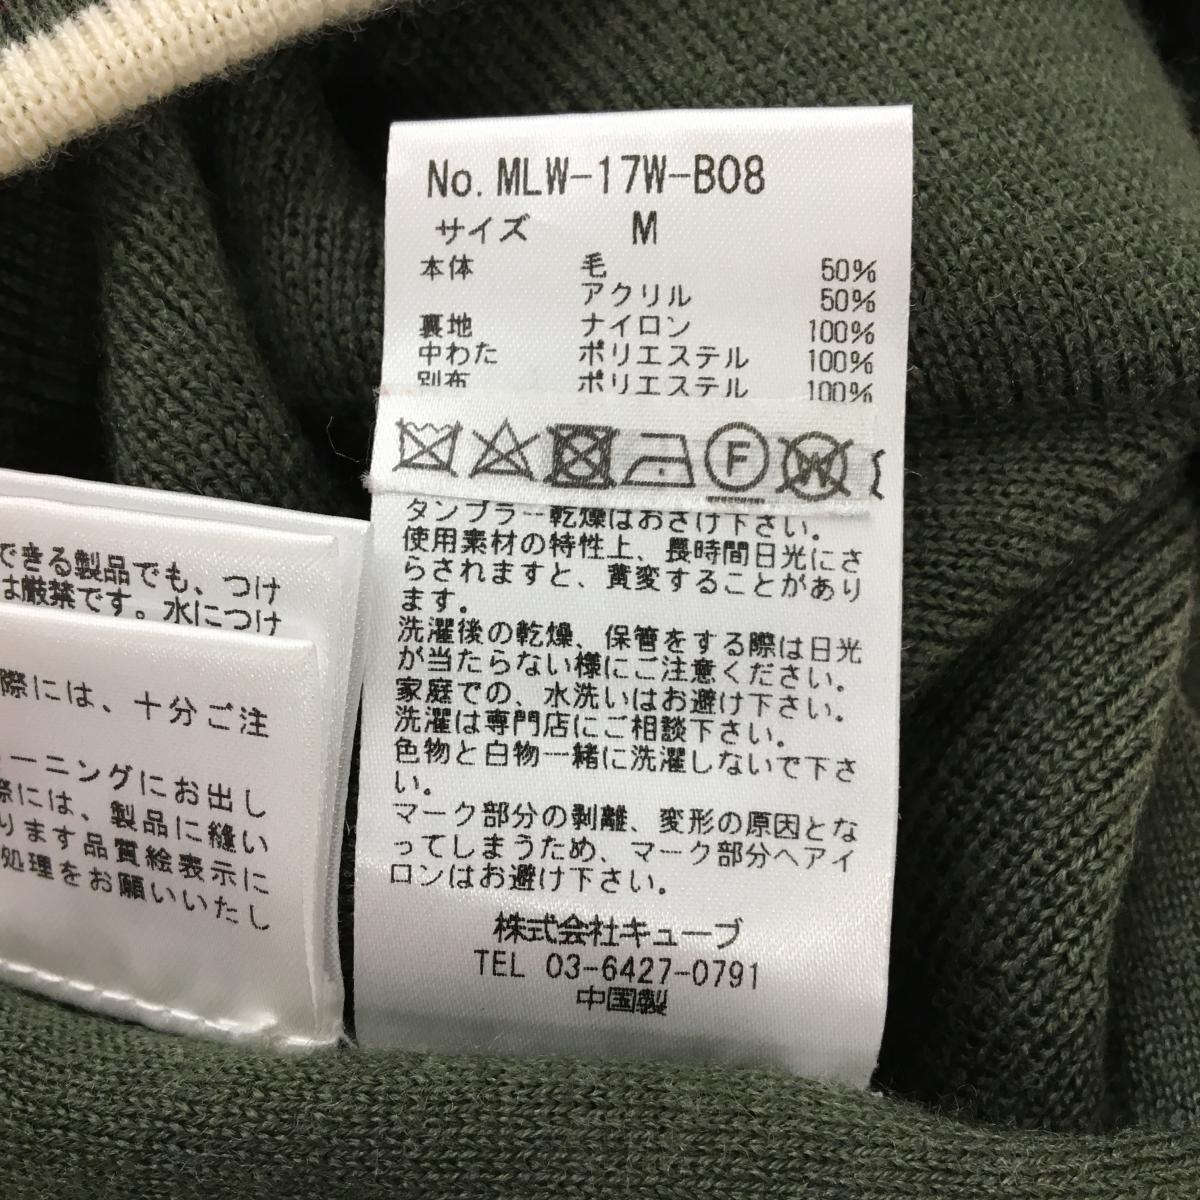 No. MLW-17W-B08
サイズ M
本体 毛 50%
アクリル 50%
裏地 ナイロン 100%
中わた ポリエステル 100%
別布 ポリエステル 100%
F
W
タンブラー乾燥はおさけ下さい。
使用素材の特性上、長時間日光にさ
らされますと、黄変することがあり
ます。
洗濯後の乾燥、保管をする際は日光
が当たらない様にご注意ください。
家庭での、水洗いはお避け下さい。
洗濯は専門店にご相談下さい。
色物と白物一緒に洗濯しないで下さ
い。
マーク部分の剥離、変形の原因とな
ってしまうため、マーク部分へアイ
ロンはお避け下さい。
株式会社キューブ
TEL 03-6427-0791
中国製
できる製品でも、つけ
は厳禁です。水につけ
際には、十分ご注
ーニングにお出し
際には、製品に縫い
ります品質絵表示に
処理をお願いいたし